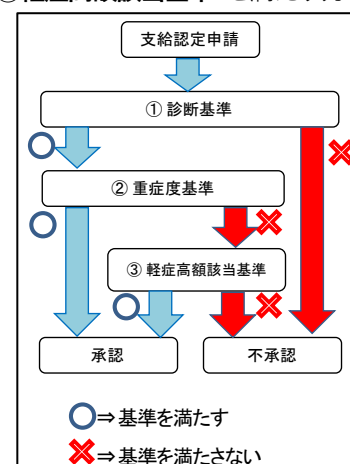 支給認定申請
① 診断基準
② 重症度基準
③ 軽症高額該当基準
承認
不承認
⇒ 基準を満たす
⇒ 基準を満たさない